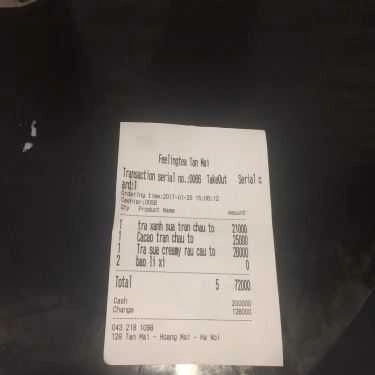 Feelingtea Tan Mai
Transaction serial no.:0086 TakeOut Serial c
ard:1
Ordering time:2017-01-25 15:05:12
Cashier:0002
Qty Product Name Amount
1 tra xanh sua tran chau to 21000
1 Cacao tran chau to 25000
1 Tra sua creamy rau cau to 26000
2 bao li xi 0
Total 5 72000
Cash 200000
Change 128000
043 218 1098
128 Tan Mai - Hoang Mai - Ha Noi